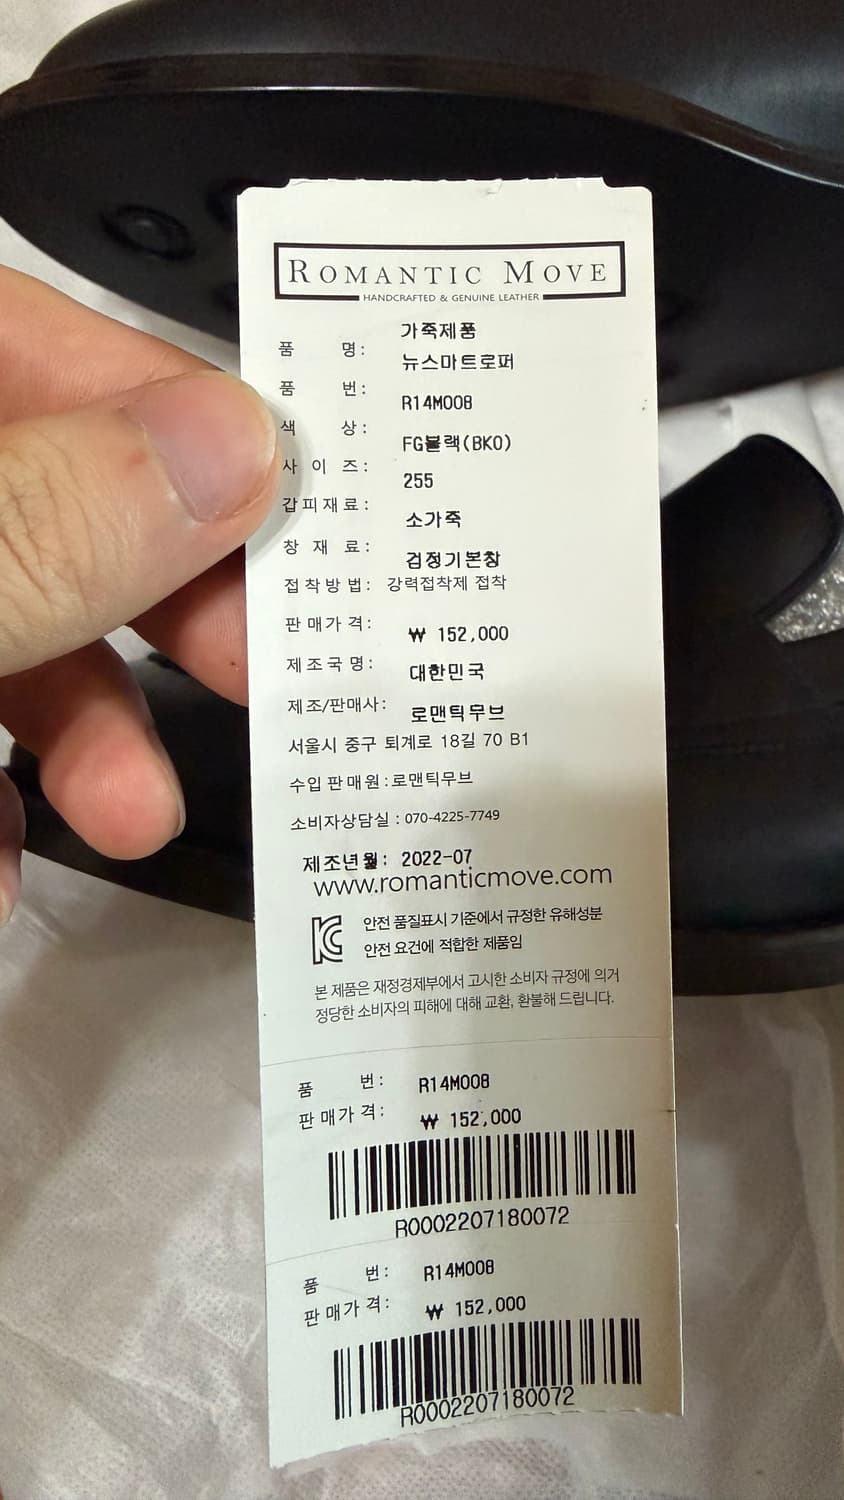 ROMANTIC MOVE
HANDCRAFTED & GENUINE LEATHER
가죽제품
품 명: 뉴스마트로퍼
품 번: R14M008
색 상: FG블랙(BK0)
사 이 즈: 255
갑피재료: 소가죽
창 재 료: 검정기본창
접착방법: 강력접착제 접착
판매가격: ₩ 152,000
제조국명: 대한민국
제조/판매사: 로맨틱무브
서울시 중구 퇴계로 18길 70 B1
수입판매원:로맨틱무브
소비자상담실 : 070-4225-7749
제조년월: 2022-07
www.romanticmove.com
KC 안전 품질표시 기준에서 규정한 유해성분
안전 요건에 적합한 제품임
본 제품은 재정경제부에서 고시한 소비자 규정에 의거
정당한 소비자의 피해에 대해 교환, 환불해 드립니다.
품 번: R14M008
판매가격: ₩ 152,000
R0002207180072
품 번: R14M008
판매가격: ₩ 152,000
R0002207180072